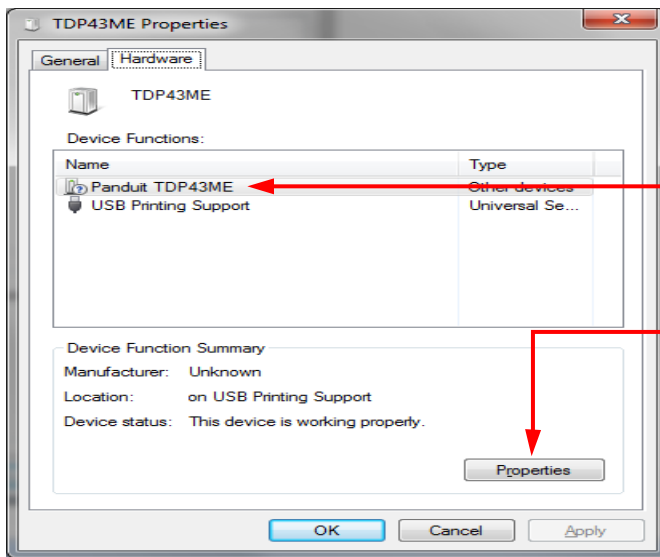 TDP43ME Properties
General Hardware
TDP43ME
Device Functions:
Name Type
Panduit TDP43ME Other devices
USB Printing Support Universal Se...
Device Function Summary
Manufacturer: Unknown
Location: on USB Printing Support
Device status: This device is working properly.
Properties
OK Cancel Apply